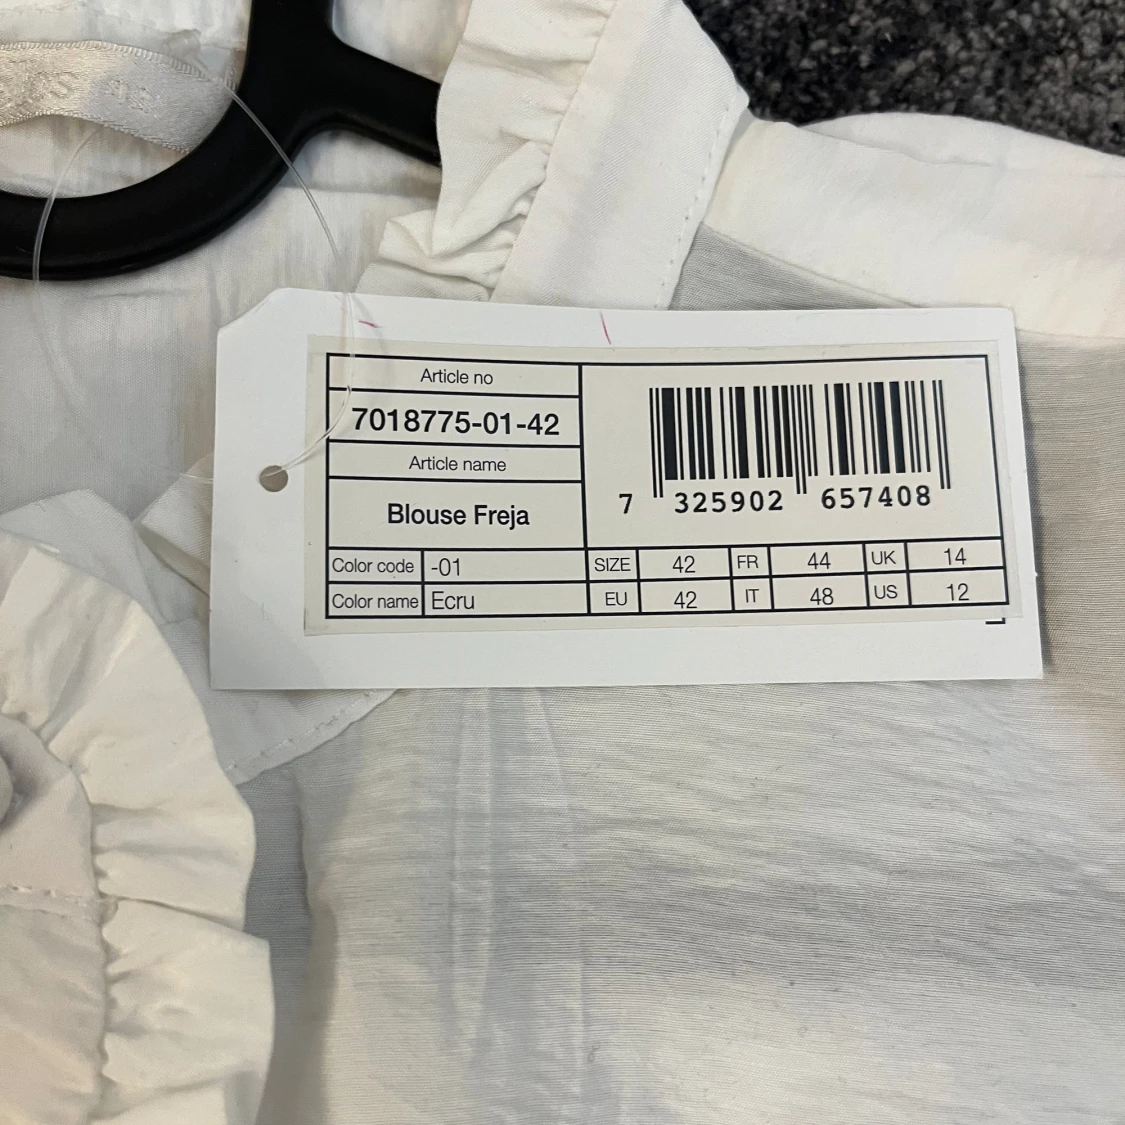 Article no
7018775-01-42
Article name
Blouse Freja
7 325902 657408
Color code -01 SIZE 42 FR 44 UK 14
Color name Ecru EU 42 IT 48 US 12